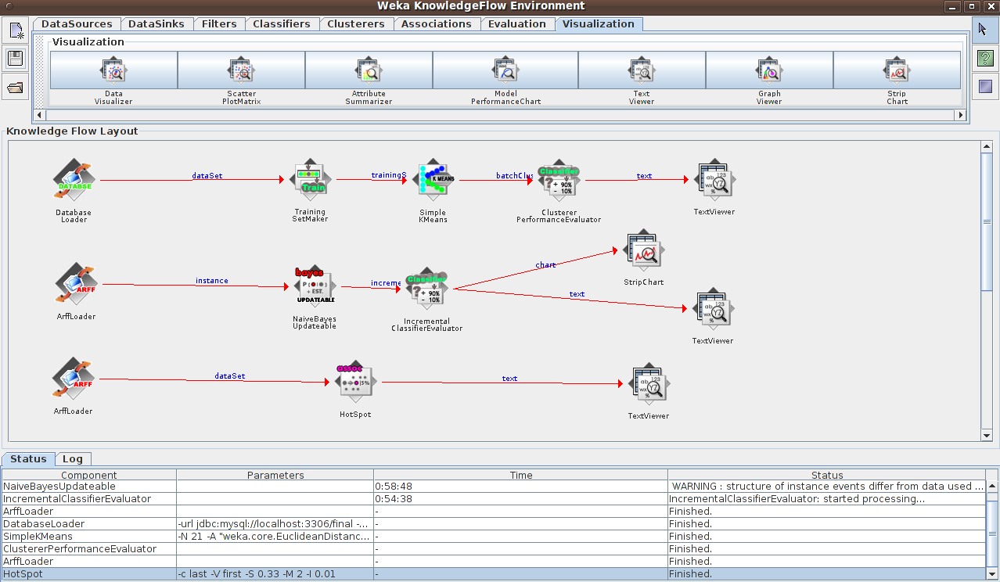 Weka KnowledgeFlow Environment
DataSources DataSinks Filters Classifiers Clusterers Associations Evaluation Visualization
Visualization
Data Visualizer
Scatter PlotMatrix
Attribute Summarizer
Model PerformanceChart
Text Viewer
Graph Viewer
Strip Chart
Knowledge Flow Layout
DATABSE
Database Loader
dataSet
Train
Training SetMaker
trainingS
K MEANS
Simple KMeans
batchClus
Classifier
? + 90% - 10%
Clusterer PerformanceEvaluator
text
ab 123 wx YZ %
TextViewer
ARFF
ArffLoader
instance
bayes
P(●|●) + EST.
UPDATEABLE
NaiveBayes Updateable
increme
Classifier
? + 90% - 10%
Incremental ClassifierEvaluator
chart
StripChart
text
ab 123 wx YZ %
TextViewer
ARFF
ArffLoader
dataSet
assoc
|5%
HotSpot
text
ab 123 wx YZ %
TextViewer
Status Log
Component Parameters Time Status
NaiveBayesUpdateable 0:58:48 WARNING : structure of instance events differ from data used ...
IncrementalClassifierEvaluator 0:54:38 IncrementalClassifierEvaluator: started processing...
ArffLoader - Finished.
DatabaseLoader -url jdbc:mysql://localhost:3306/final -... - Finished.
SimpleKMeans -N 21 -A "weka.core.EuclideanDistanc... - Finished.
ClustererPerformanceEvaluator - Finished.
ArffLoader - Finished.
HotSpot -c last -V first -S 0.33 -M 2 -I 0.01 - Finished.